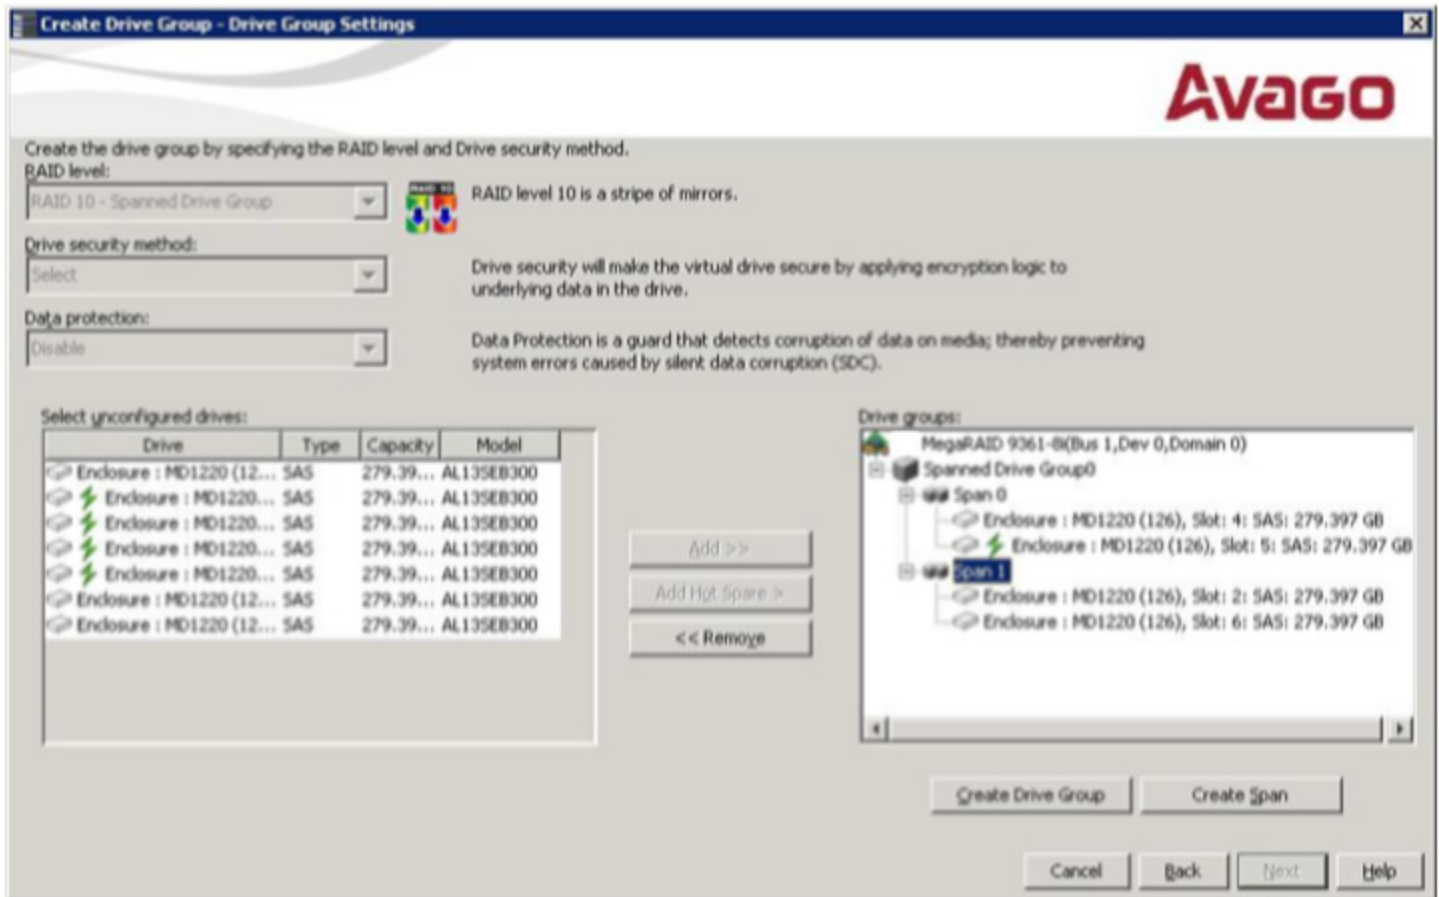 Create Drive Group - Drive Group Settings
AVAGO
Create the drive group by specifying the RAID level and Drive security method.
RAID level:
RAID 10 - Spanned Drive Group
RAID 10
RAID level 10 is a stripe of mirrors.
Drive security method:
Select
Drive security will make the virtual drive secure by applying encryption logic to
underlying data in the drive.
Data protection:
Disable
Data Protection is a guard that detects corruption of data on media; thereby preventing
system errors caused by silent data corruption (SDC).
Select unconfigured drives:
Drive Type Capacity Model
Enclosure : MD1220 (12... SAS 279.39... AL13SEB300
Enclosure : MD1220... SAS 279.39... AL13SEB300
Enclosure : MD1220... SAS 279.39... AL13SEB300
Enclosure : MD1220... SAS 279.39... AL13SEB300
Enclosure : MD1220... SAS 279.39... AL13SEB300
Enclosure : MD1220 (12... SAS 279.39... AL13SEB300
Enclosure : MD1220 (12... SAS 279.39... AL13SEB300
Add >>
Add Hot Spare >
<< Remove
Drive groups:
MegaRAID 9361-8i(Bus 1,Dev 0,Domain 0)
Spanned Drive Group0
Span 0
Enclosure : MD1220 (126), Slot: 4: SAS: 279.397 GB
Enclosure : MD1220 (126), Slot: 5: SAS: 279.397 GB
Span 1
Enclosure : MD1220 (126), Slot: 2: SAS: 279.397 GB
Enclosure : MD1220 (126), Slot: 6: SAS: 279.397 GB
Create Drive Group
Create Span
Cancel
Back
Next
Help